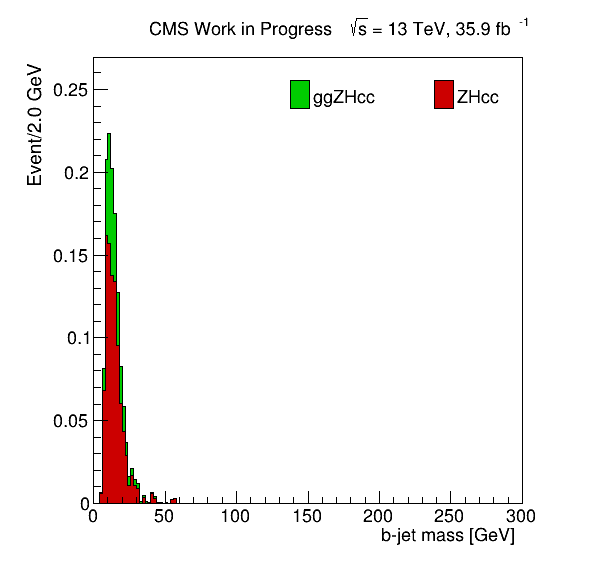 CMS Work in Progress √s = 13 TeV, 35.9 fb -1
Event/2.0 GeV
0.25
0.2
0.15
0.1
0.05
0
ggZHcc
ZHcc
0 50 100 150 200 250 300
b-jet mass [GeV]